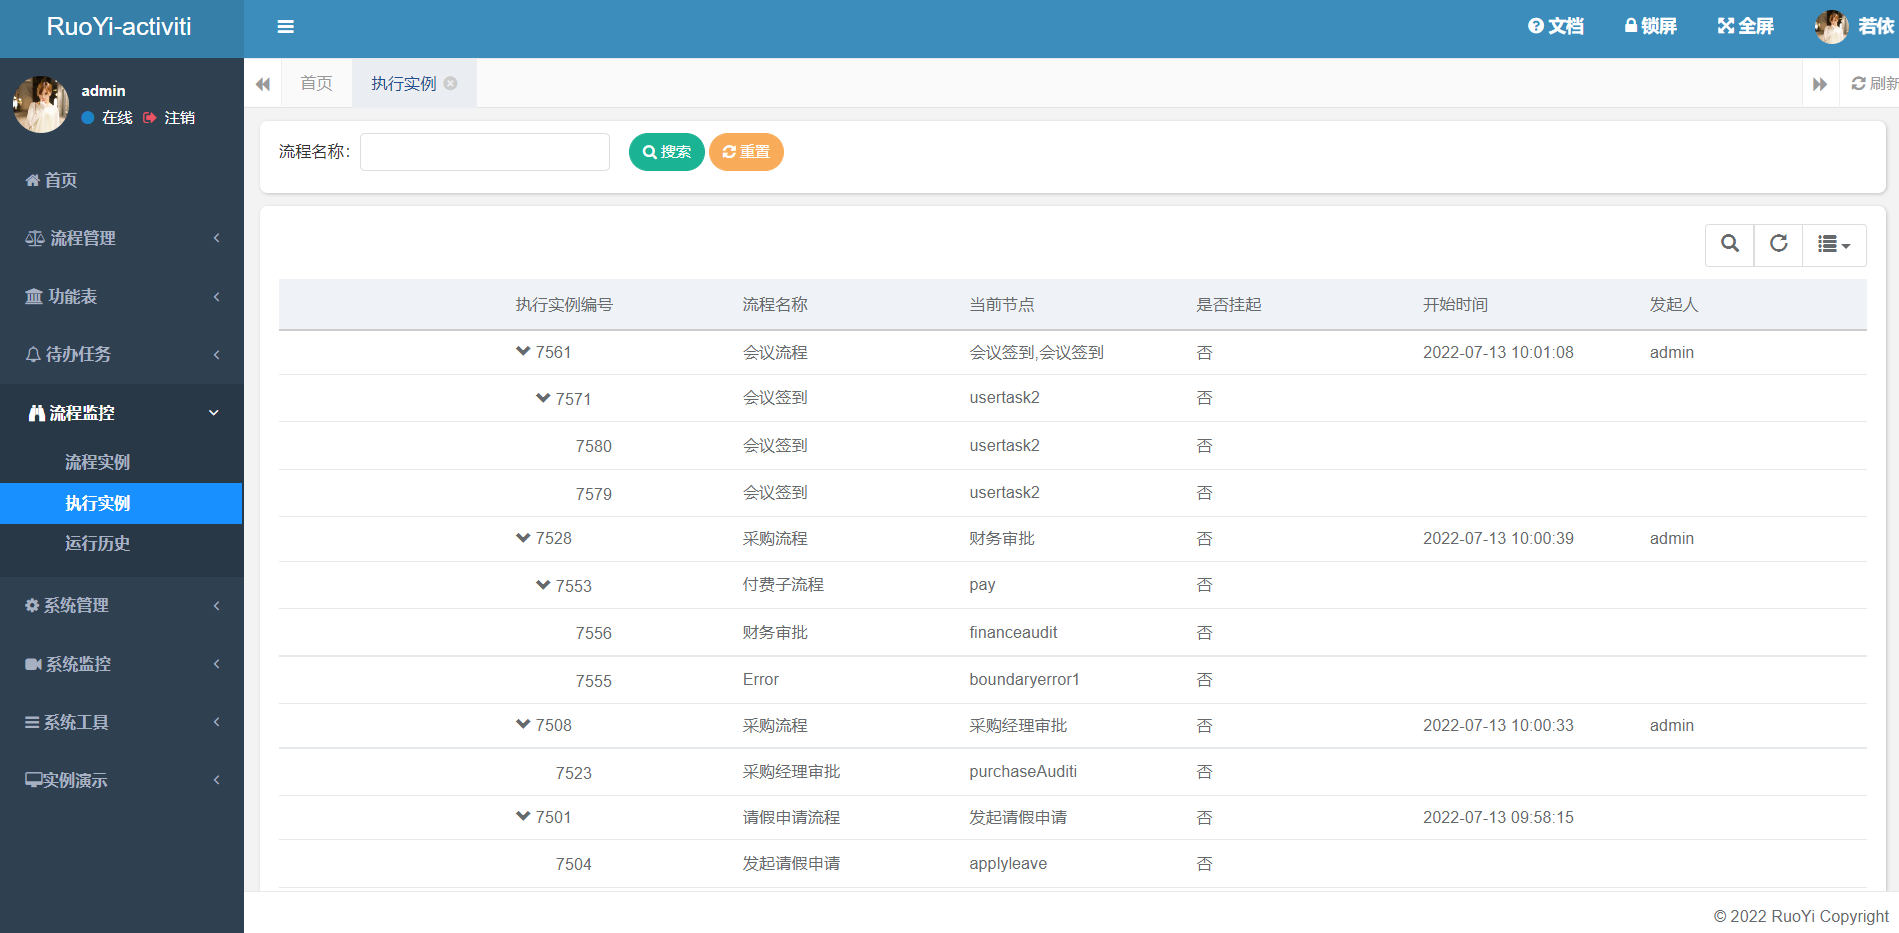 RuoYi-activiti
文档 锁屏 全屏 若依
admin
在线 注销
首页 执行实例 刷新
流程名称： 搜索 重置
首页
流程管理
功能表
待办任务
流程监控
流程实例
执行实例
运行历史
系统管理
系统监控
系统工具
实例演示
执行实例编号 流程名称 当前节点 是否挂起 开始时间 发起人
7561 会议流程 会议签到,会议签到 否 2022-07-13 10:01:08 admin
7571 会议签到 usertask2 否
7580 会议签到 usertask2 否
7579 会议签到 usertask2 否
7528 采购流程 财务审批 否 2022-07-13 10:00:39 admin
7553 付费子流程 pay 否
7556 财务审批 financeaudit 否
7555 Error boundaryerror1 否
7508 采购流程 采购经理审批 否 2022-07-13 10:00:33 admin
7523 采购经理审批 purchaseAuditi 否
7501 请假申请流程 发起请假申请 否 2022-07-13 09:58:15
7504 发起请假申请 applyleave 否
© 2022 RuoYi Copyright